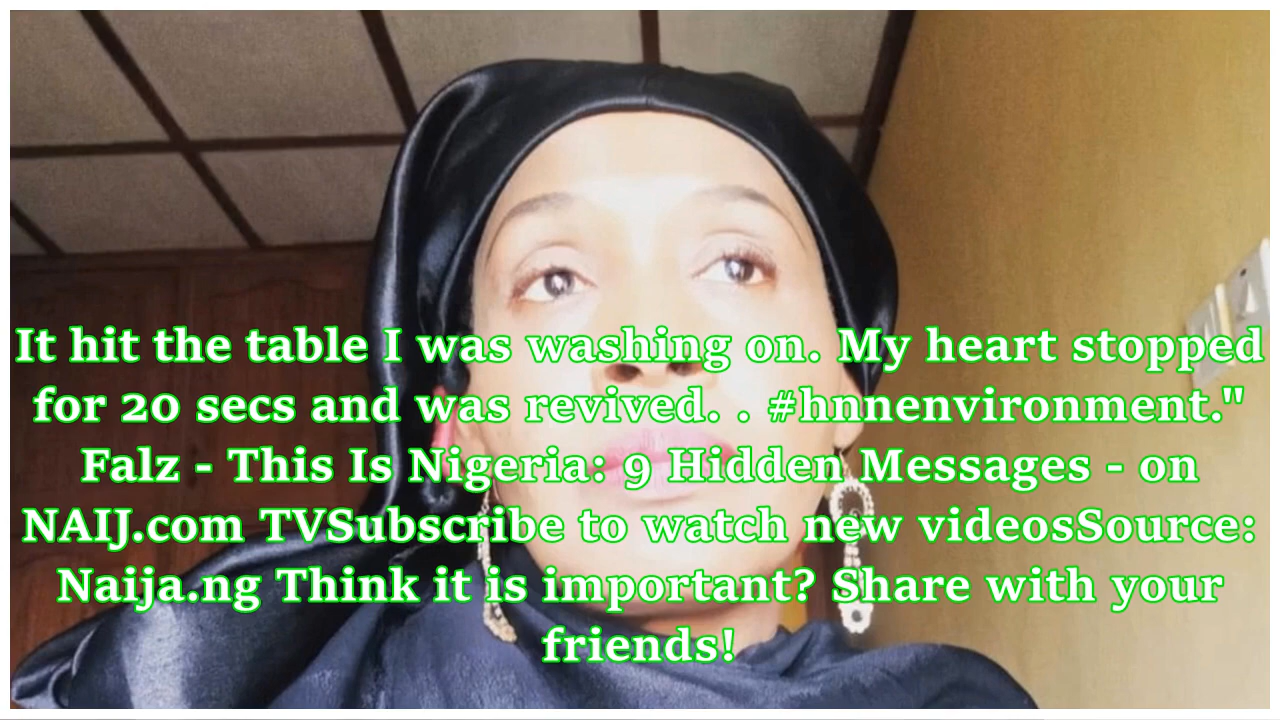 It hit the table I was washing on. My heart stopped
for 20 secs and was revived. . #hnnenvironment."
Falz - This Is Nigeria: 9 Hidden Messages - on
NAIJ.com TVSubscribe to watch new videosSource:
Naija.ng Think it is important? Share with your
friends!